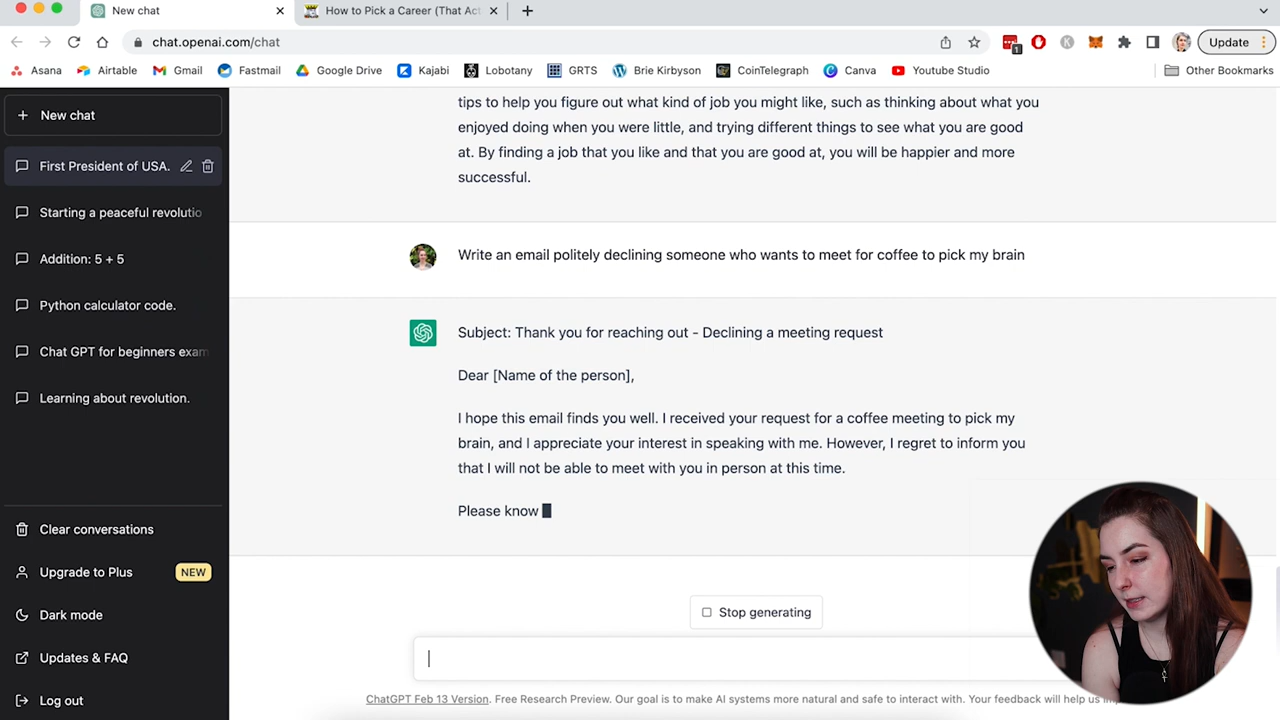 New chat
How to Pick a Career (That Act
chat.openai.com/chat
1
Update
Asana
Airtable
Gmail
Fastmail
Google Drive
Kajabi
Lobotany
GRTS
Brie Kirbyson
CoinTelegraph
Canva
Youtube Studio
Other Bookmarks
New chat
First President of USA.
Starting a peaceful revolutio
Addition: 5 + 5
Python calculator code.
Chat GPT for beginners exam
Learning about revolution.
Clear conversations
Upgrade to Plus
NEW
Dark mode
Updates & FAQ
Log out
tips to help you figure out what kind of job you might like, such as thinking about what you
enjoyed doing when you were little, and trying different things to see what you are good
at. By finding a job that you like and that you are good at, you will be happier and more
successful.
Write an email politely declining someone who wants to meet for coffee to pick my brain
Subject: Thank you for reaching out - Declining a meeting request
Dear [Name of the person],
I hope this email finds you well. I received your request for a coffee meeting to pick my
brain, and I appreciate your interest in speaking with me. However, I regret to inform you
that I will not be able to meet with you in person at this time.
Please know
Stop generating
ChatGPT Feb 13 Version. Free Research Preview. Our goal is to make AI systems more natural and safe to interact with. Your feedback will help us